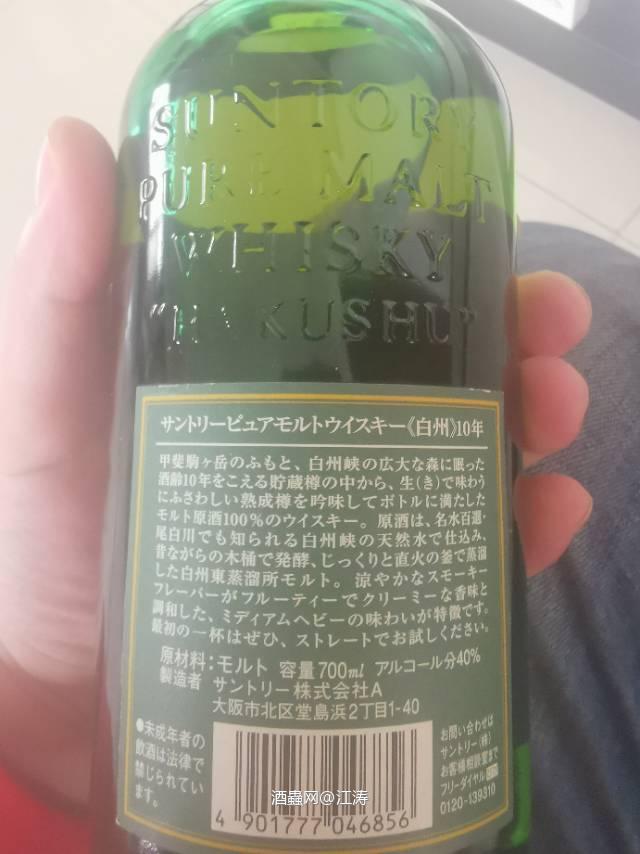 SUNTORY
PURE MALT
WHISKY
"HAKUSHU"
サントリーピュアモルトウイスキー《白州》10年
甲斐駒ヶ岳のふもと、白州峡の広大な森に眠った
酒齢10年をこえる貯蔵樽の中から、生(き)で味わう
にふさわしい熟成樽を吟味してボトルに満たした
モルト原酒100%のウイスキー。原酒は、名水百選・
尾白川でも知られる白州峡の天然水で仕込み、
昔ながらの木桶で発酵、じっくりと直火の釜で蒸溜
した白州東蒸溜所モルト。涼やかなスモーキー
フレーバーがフルーティーでクリーミーな香味と
調和した、ミディアムヘビーの味わいが特徴です。
最初の一杯はぜひ、ストレートでお試しください。
原材料:モルト 容量700ml アルコール分40%
製造者 サントリー株式会社A
大阪市北区堂島浜2丁目1-40
●未成年者の
飲酒は法律で
禁じられてい
ます。
お問い合わせは
サントリー(株)
お客様相談室まで
フリーダイヤル
0120-139310
4 901777 046856
酒蟲网@江涛